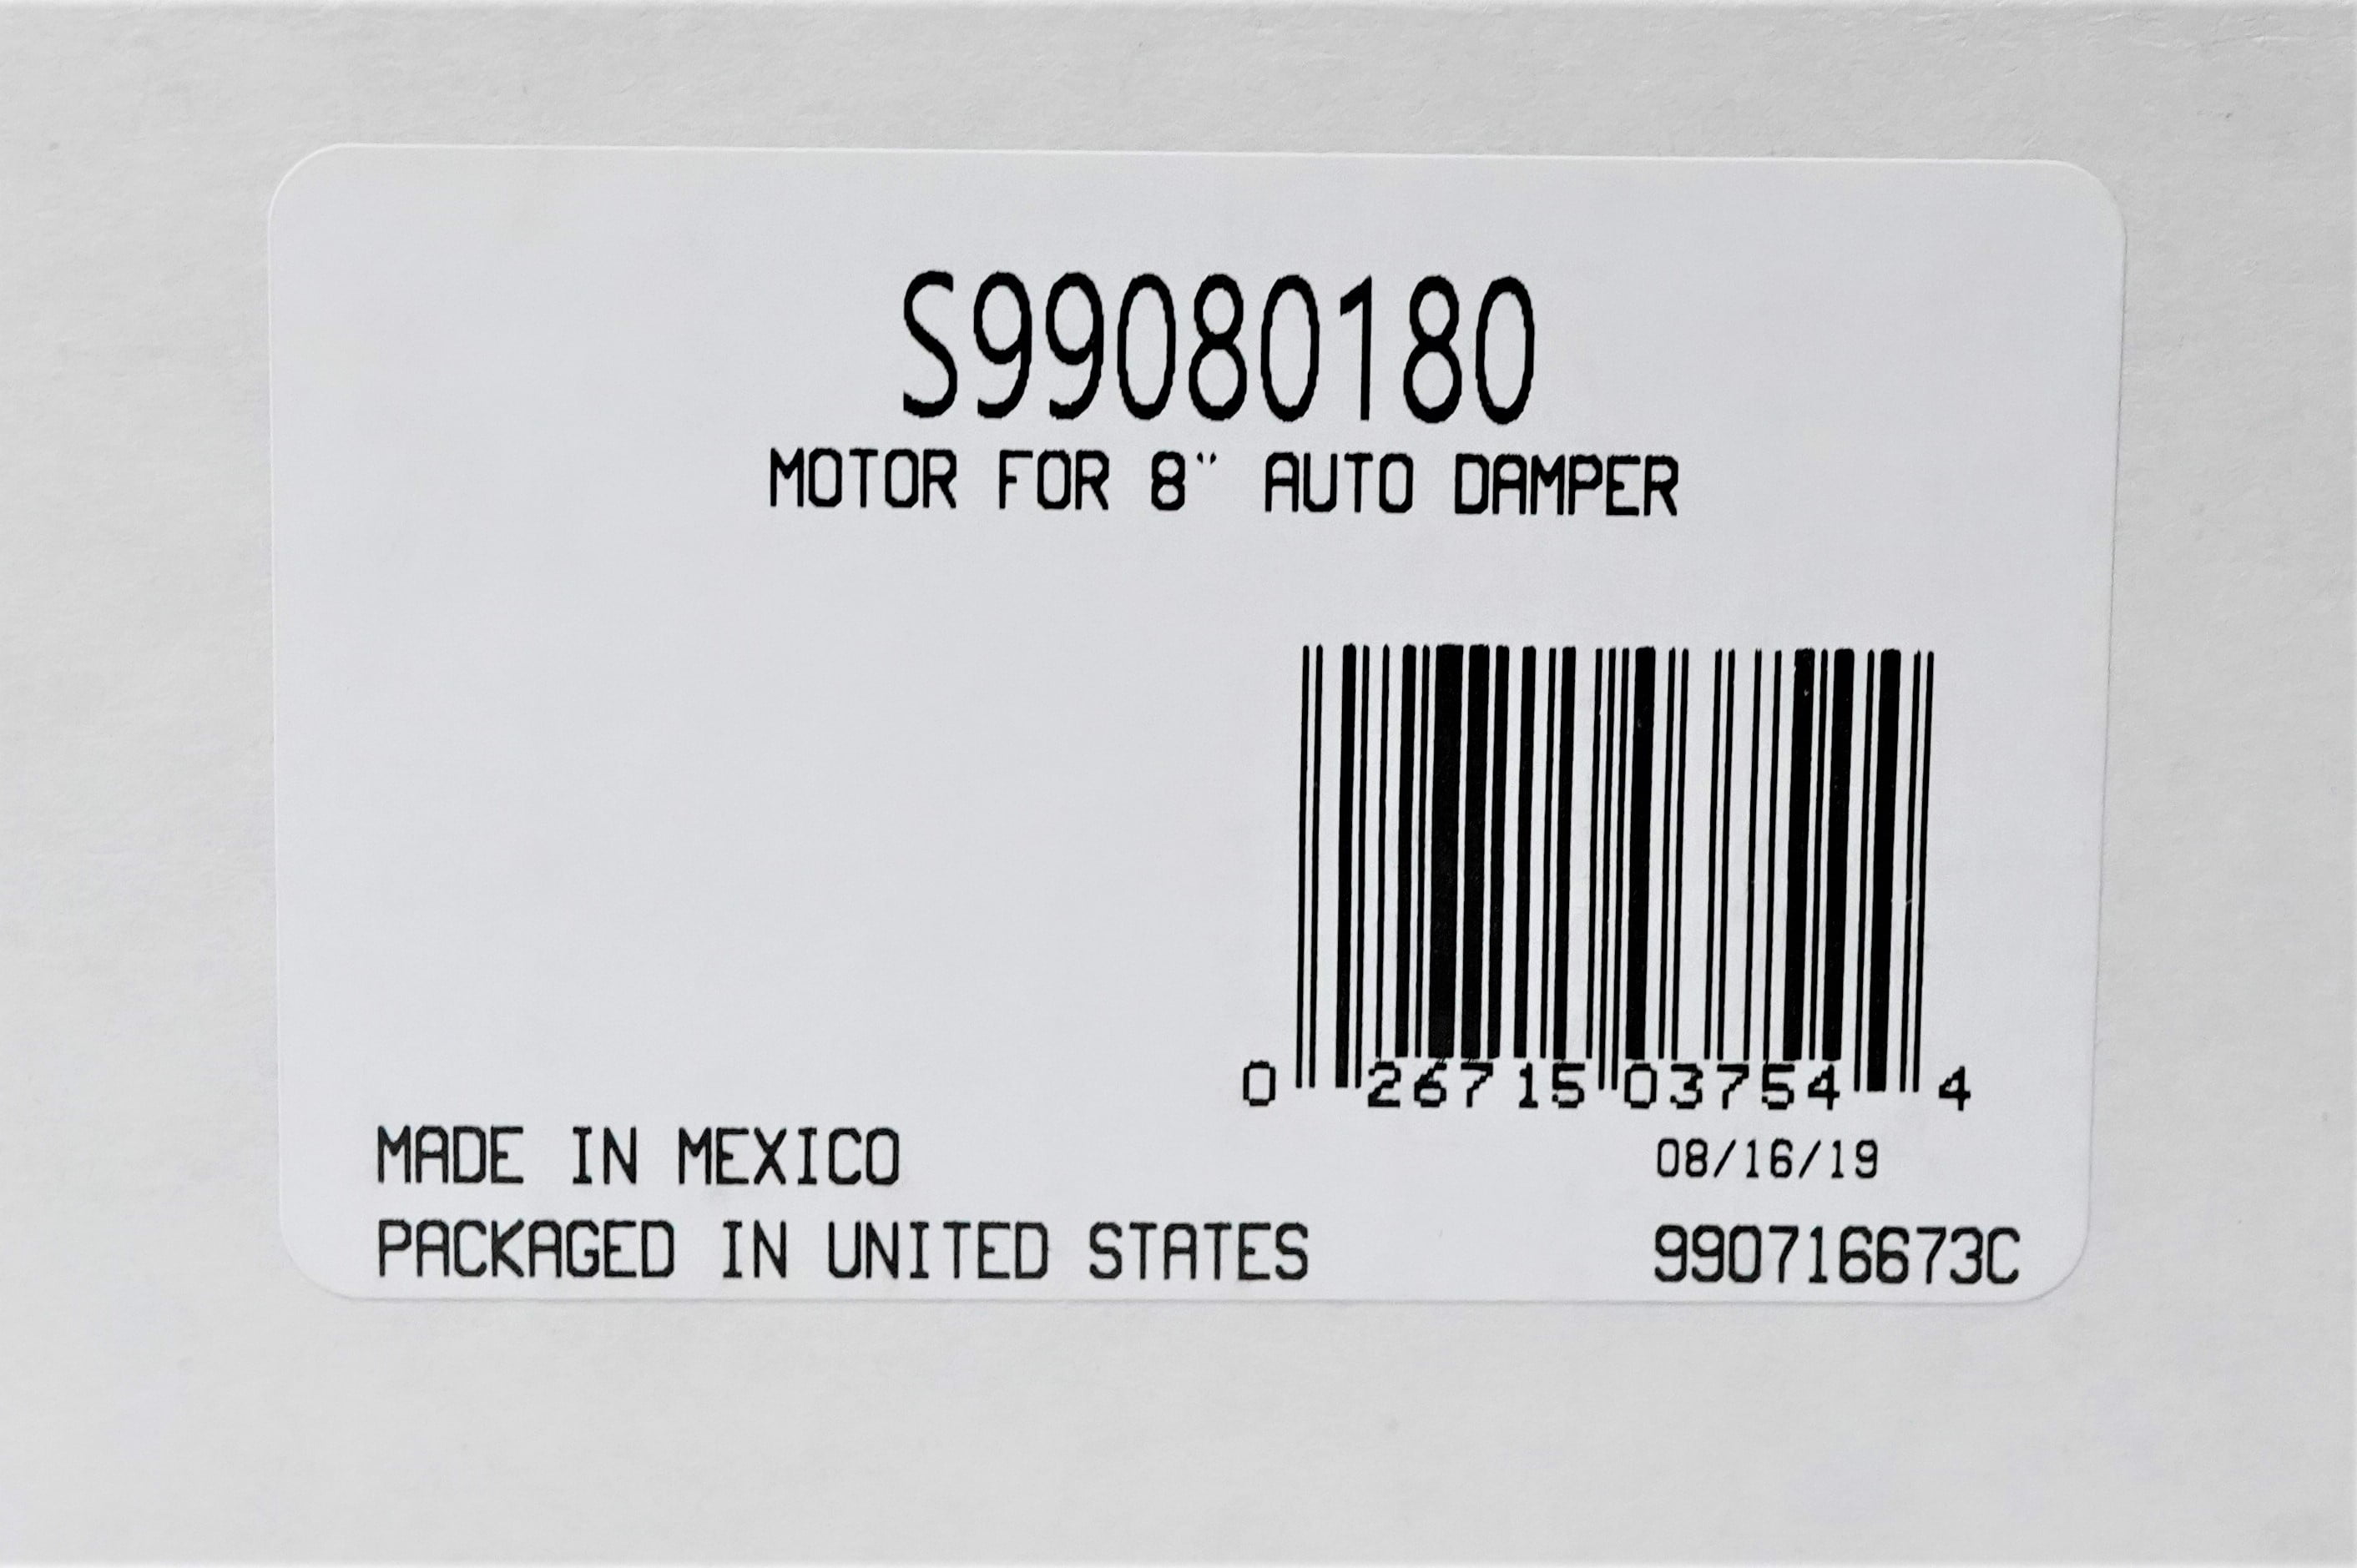 S99080180
MOTOR FOR 8" AUTO DAMPER
0 26715 03754 4
MADE IN MEXICO
08/16/19
PACKAGED IN UNITED STATES
990716673C